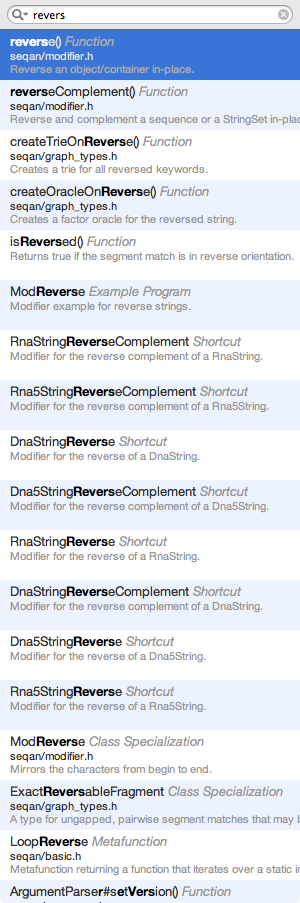 revers
reverse() Function
seqan/modifier.h
Reverse an object/container in-place.
reverseComplement() Function
seqan/modifier.h
Reverse and complement a sequence or a StringSet in-plac
createTrieOnReverse() Function
seqan/graph_types.h
Creates a trie for all reversed keywords.
createOracleOnReverse() Function
seqan/graph_types.h
Creates a factor oracle for the reversed string.
isReversed() Function
Returns true if the segment match is in reverse orientation.
ModReverse Example Program
Modifier example for reverse strings.
RnaStringReverseComplement Shortcut
Modifier for the reverse complement of a RnaString.
Rna5StringReverseComplement Shortcut
Modifier for the reverse complement of a Rna5String.
DnaStringReverse Shortcut
Modifier for the reverse of a DnaString.
Dna5StringReverseComplement Shortcut
Modifier for the reverse complement of a Dna5String.
RnaStringReverse Shortcut
Modifier for the reverse of a RnaString.
DnaStringReverseComplement Shortcut
Modifier for the reverse complement of a DnaString.
Dna5StringReverse Shortcut
Modifier for the reverse of a Dna5String.
Rna5StringReverse Shortcut
Modifier for the reverse of a Rna5String.
ModReverse Class Specialization
seqan/modifier.h
Mirrors the characters from begin to end.
ExactReversableFragment Class Specialization
seqan/graph_types.h
A type for ungapped, pairwise segment matches that may b
LoopReverse Metafunction
seqan/basic.h
Metafunction returning a function that iterates over a static in
ArgumentParser#setVersion() Function